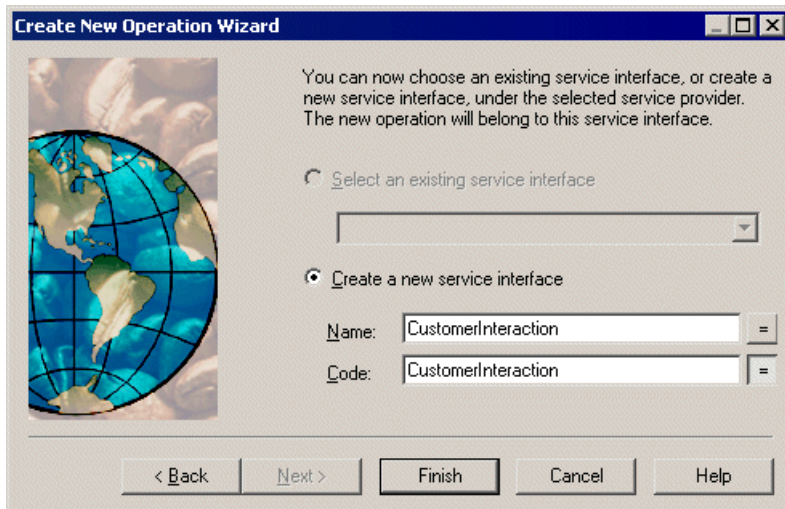 Create New Operation Wizard
You can now choose an existing service interface, or create a
new service interface, under the selected service provider.
The new operation will belong to this service interface.
Select an existing service interface
Create a new service interface
Name: CustomerInteraction =
Code: CustomerInteraction =
< Back Next > Finish Cancel Help